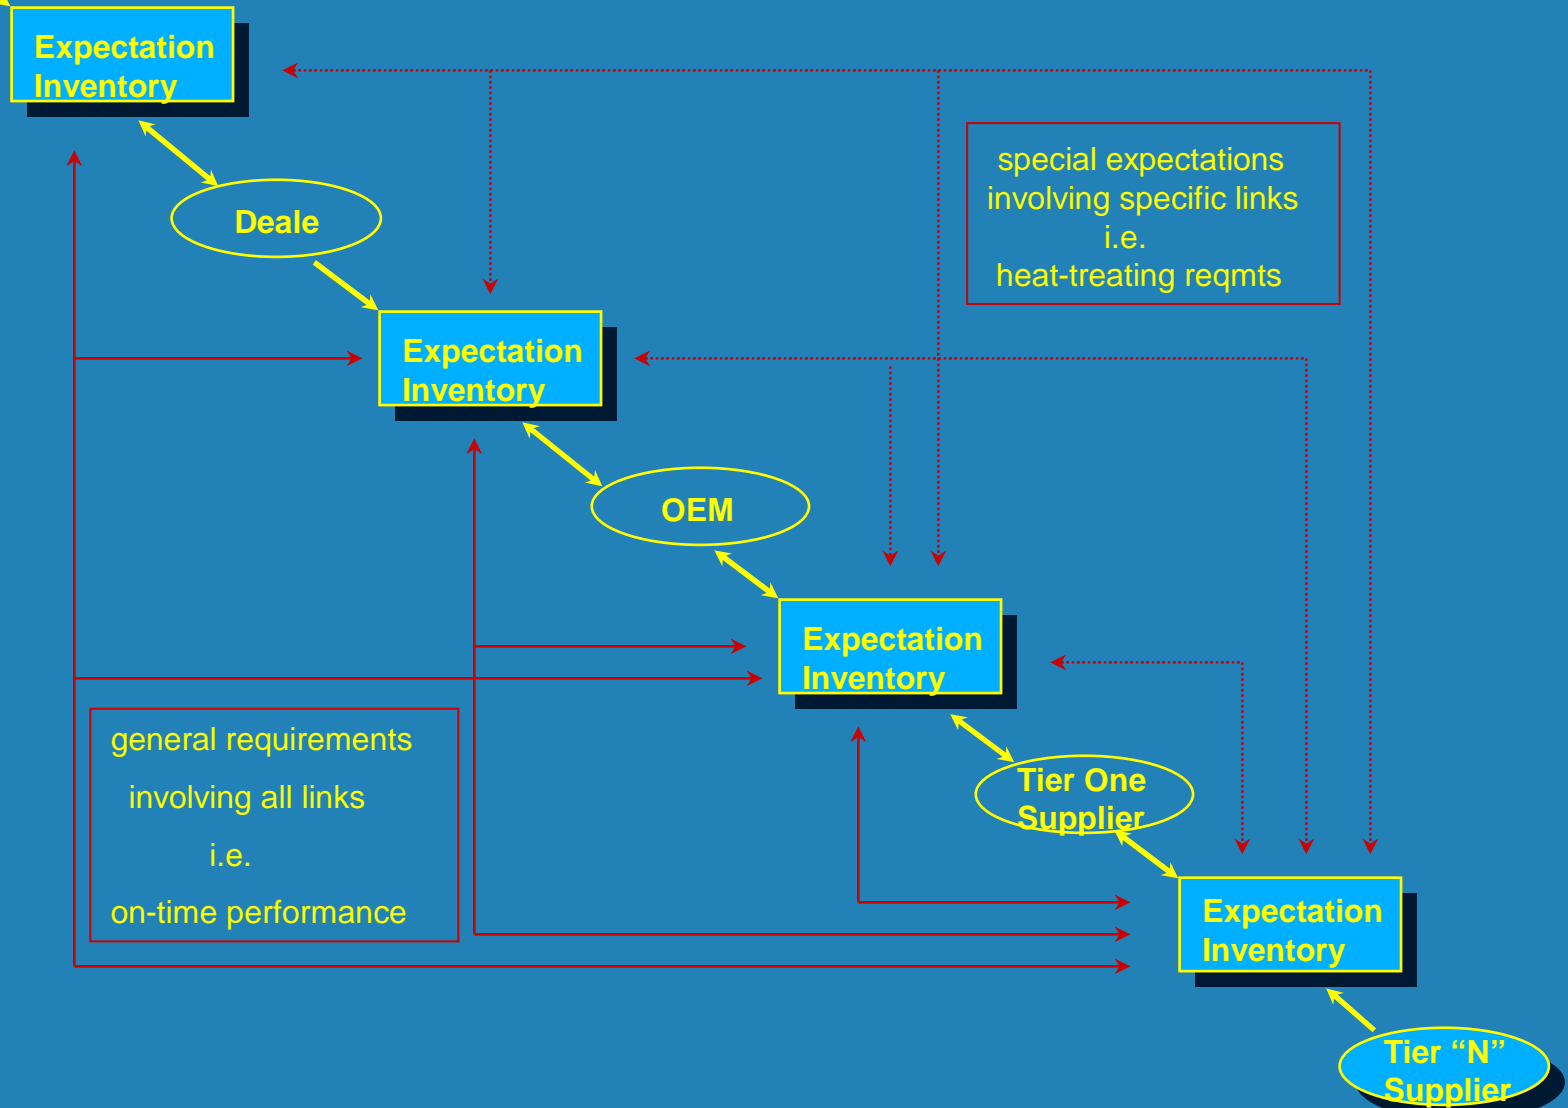 Expectation
Inventory
special expectations
involving specific links
i.e.
heat-treating reqmts
Deale
Expectation
Inventory
OEM
Expectation
Inventory
general requirements
involving all links
i.e.
on-time performance
Tier One
Supplier
Expectation
Inventory
Tier “N”
Supplier